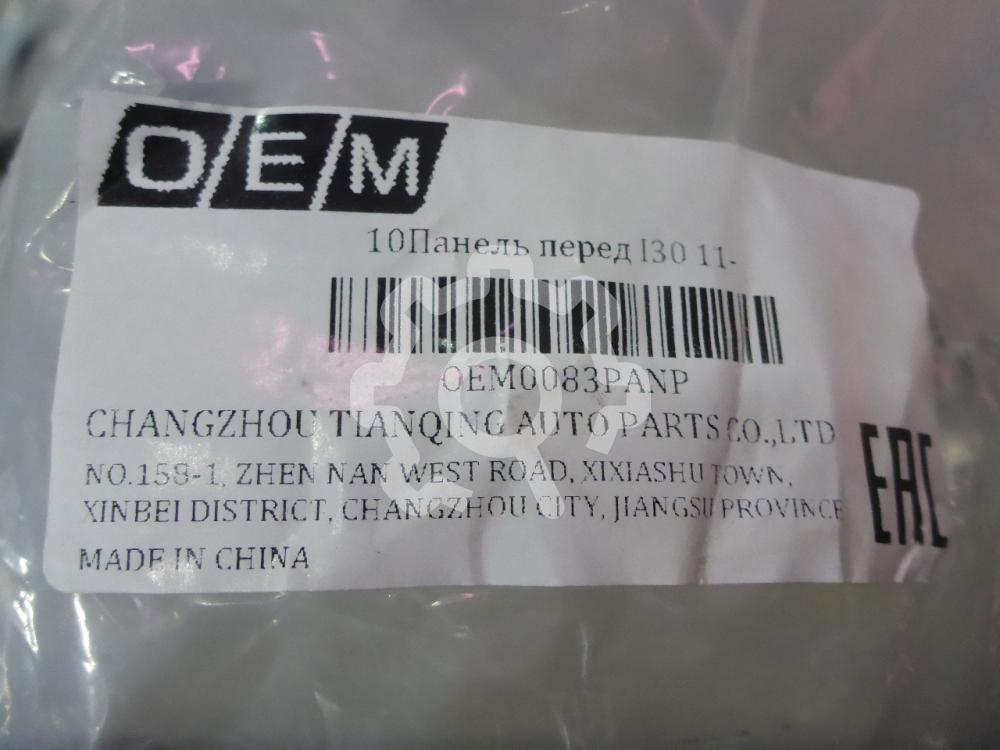 OEM
10Панель перед I30 11-
OEM0083PANP
CHANGZHOU TIANQING AUTO PARTS CO.,LTD
NO.158-1, ZHEN NAN WEST ROAD, XIXIASHU TOWN,
XINBEI DISTRICT, CHANGZHOU CITY, JIANGSU PROVINCE
MADE IN CHINA
EAC